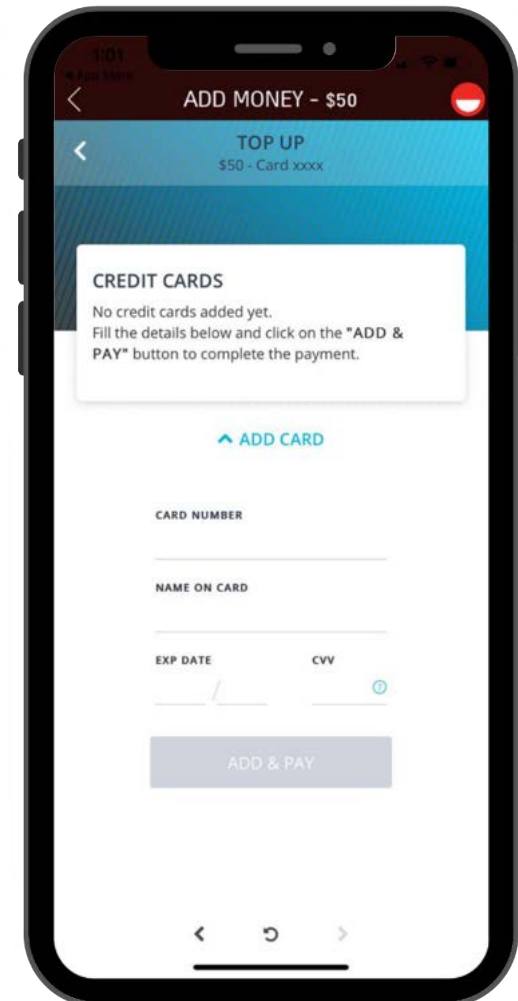 1:01
ADD MONEY - $50
TOP UP
$50 - Card xxxx
CREDIT CARDS
No credit cards added yet.
Fill the details below and click on the "ADD &
PAY" button to complete the payment.
ADD CARD
CARD NUMBER
NAME ON CARD
EXP DATE CVV
/ ?
ADD & PAY